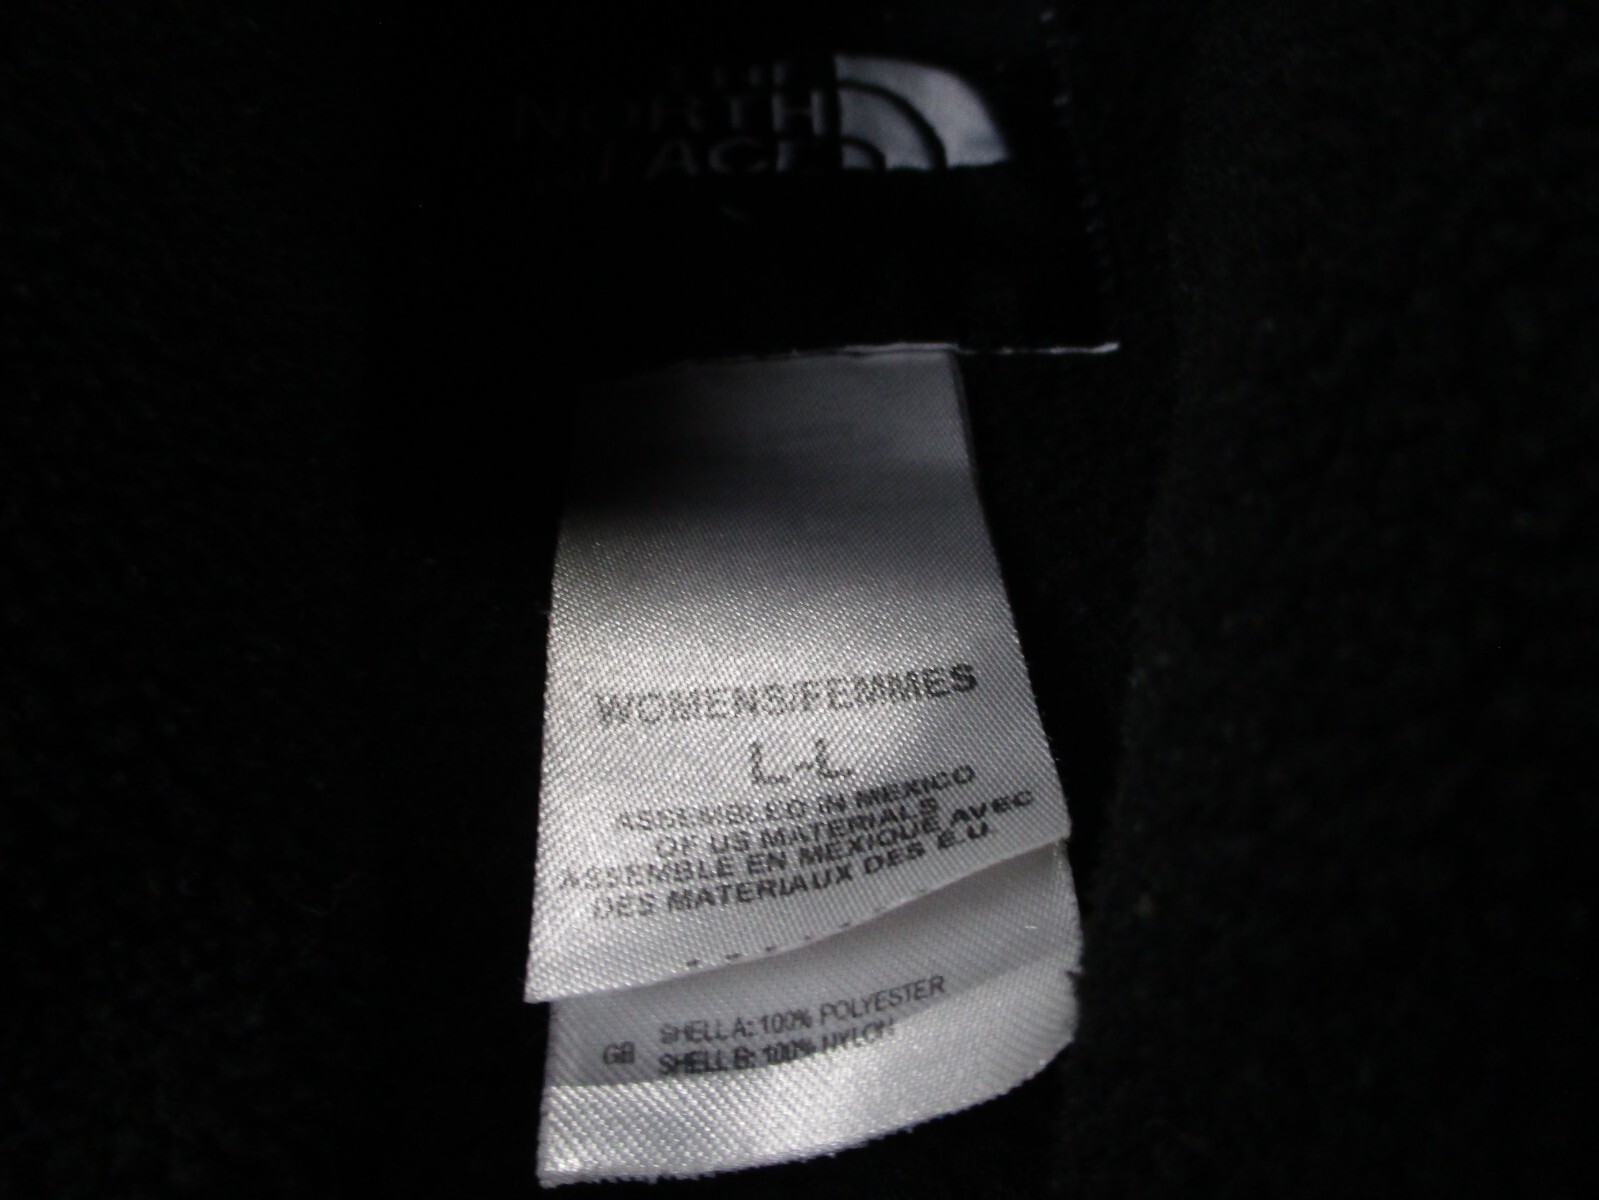 THE
NORTH
FACE
WOMENS/FEMMES
L-L
ASSEMBLED IN MEXICO
OF US MATERIALS
ASSEMBLE EN MEXIQUE AVEC
DES MATERIAUX DES E.U.
SHELL A: 100% POLYESTER
GB SHELL B: 100% NYLON